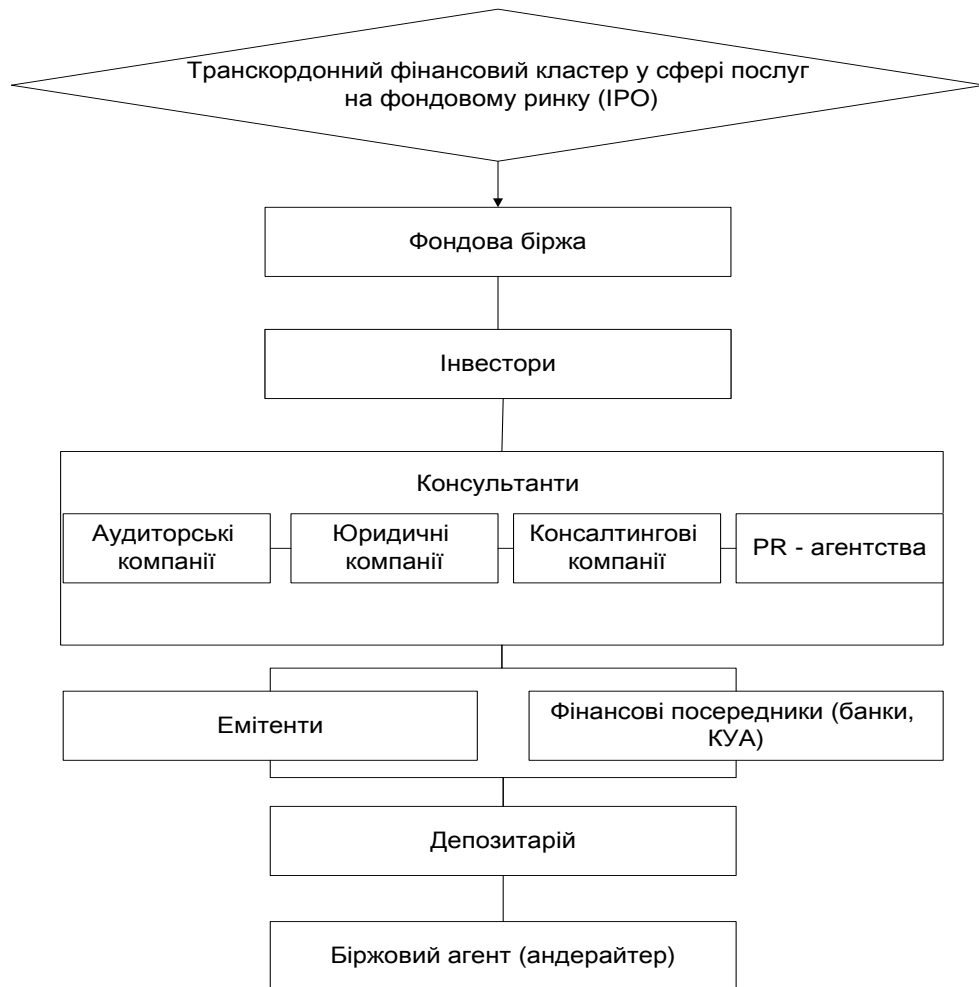 Транскордонний фінансовий кластер у сфері послуг
на фондовому ринку (IPO)
Фондова біржа
Інвестори
Консультанти
Аудиторські
компанії
Юридичні
компанії
Консалтингові
компанії
PR - агентства
Емітенти
Фінансові посередники (банки,
КУА)
Депозитарій
Біржовий агент (андерайтер)